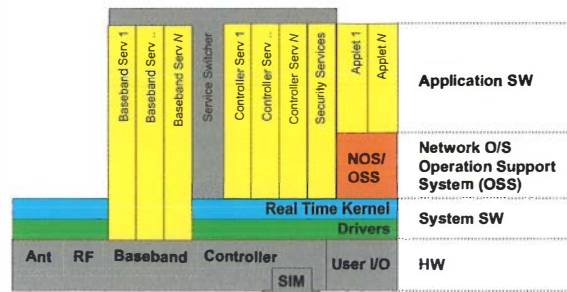 Baseband Serv 1
Baseband Serv ..
Baseband Serv N
Service Switcher
Controller Serv 1
Controller Serv ..
Controller Serv N
Security Services
Applet 1
Applet N
Application SW
NOS/
OSS
Network O/S
Operation Support
System (OSS)
Real Time Kernel
Drivers
System SW
Ant
RF
Baseband
Controller
User I/O
HW
SIM